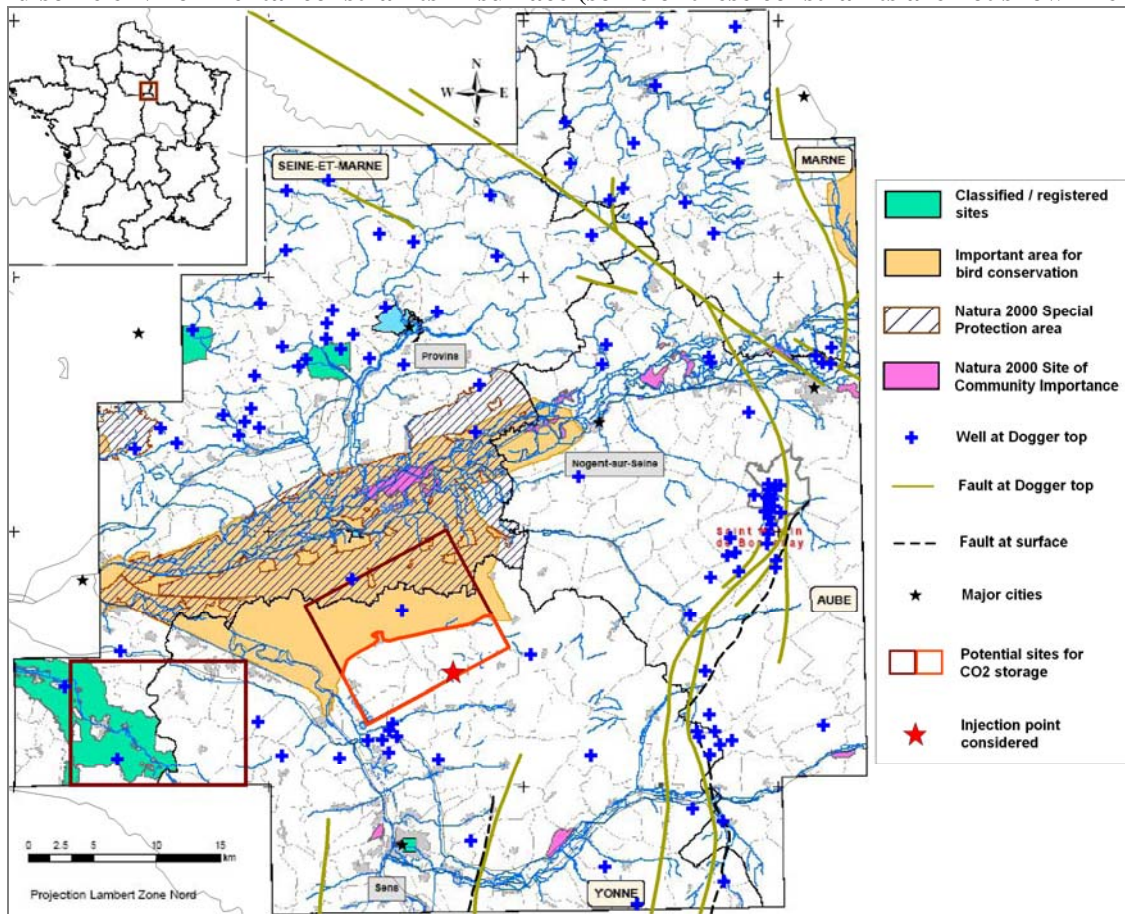 N
W E
S
SEINE-ET-MARNE
MARNE
Provins
Nogent-sur-Seine
AUBE
Sens
YONNE
0 2.5 5 10 15
km
Projection Lambert Zone Nord
Classified / registered
sites
Important area for
bird conservation
Natura 2000 Special
Protection area
Natura 2000 Site of
Community Importance
Well at Dogger top
Fault at Dogger top
Fault at surface
Major cities
Potential sites for
CO2 storage
Injection point
considered